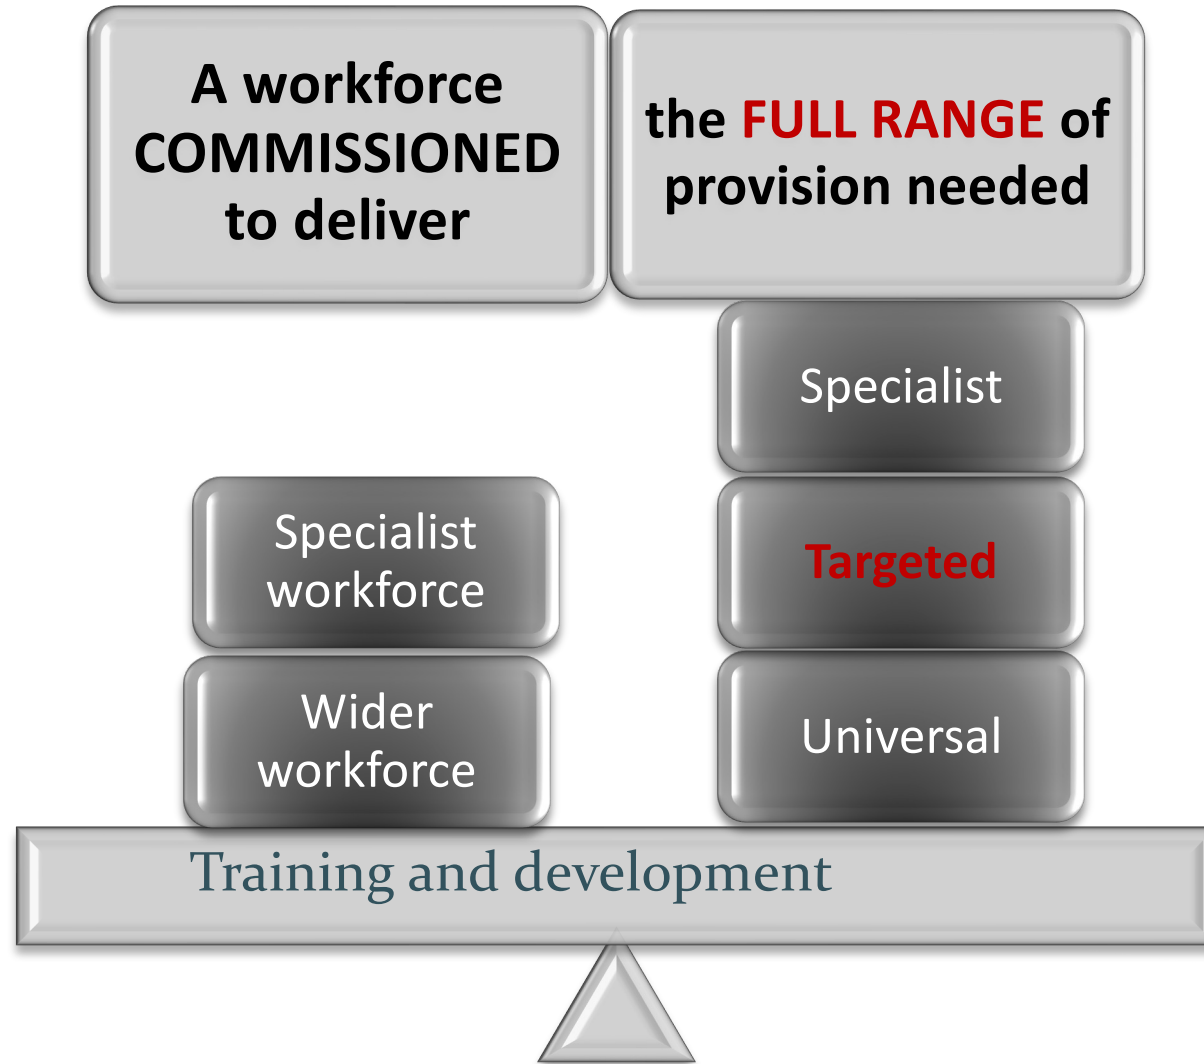 A workforce
COMMISSIONED
to deliver
the FULL RANGE of
provision needed
Specialist
workforce
Wider
workforce
Specialist
Targeted
Universal
Training and development